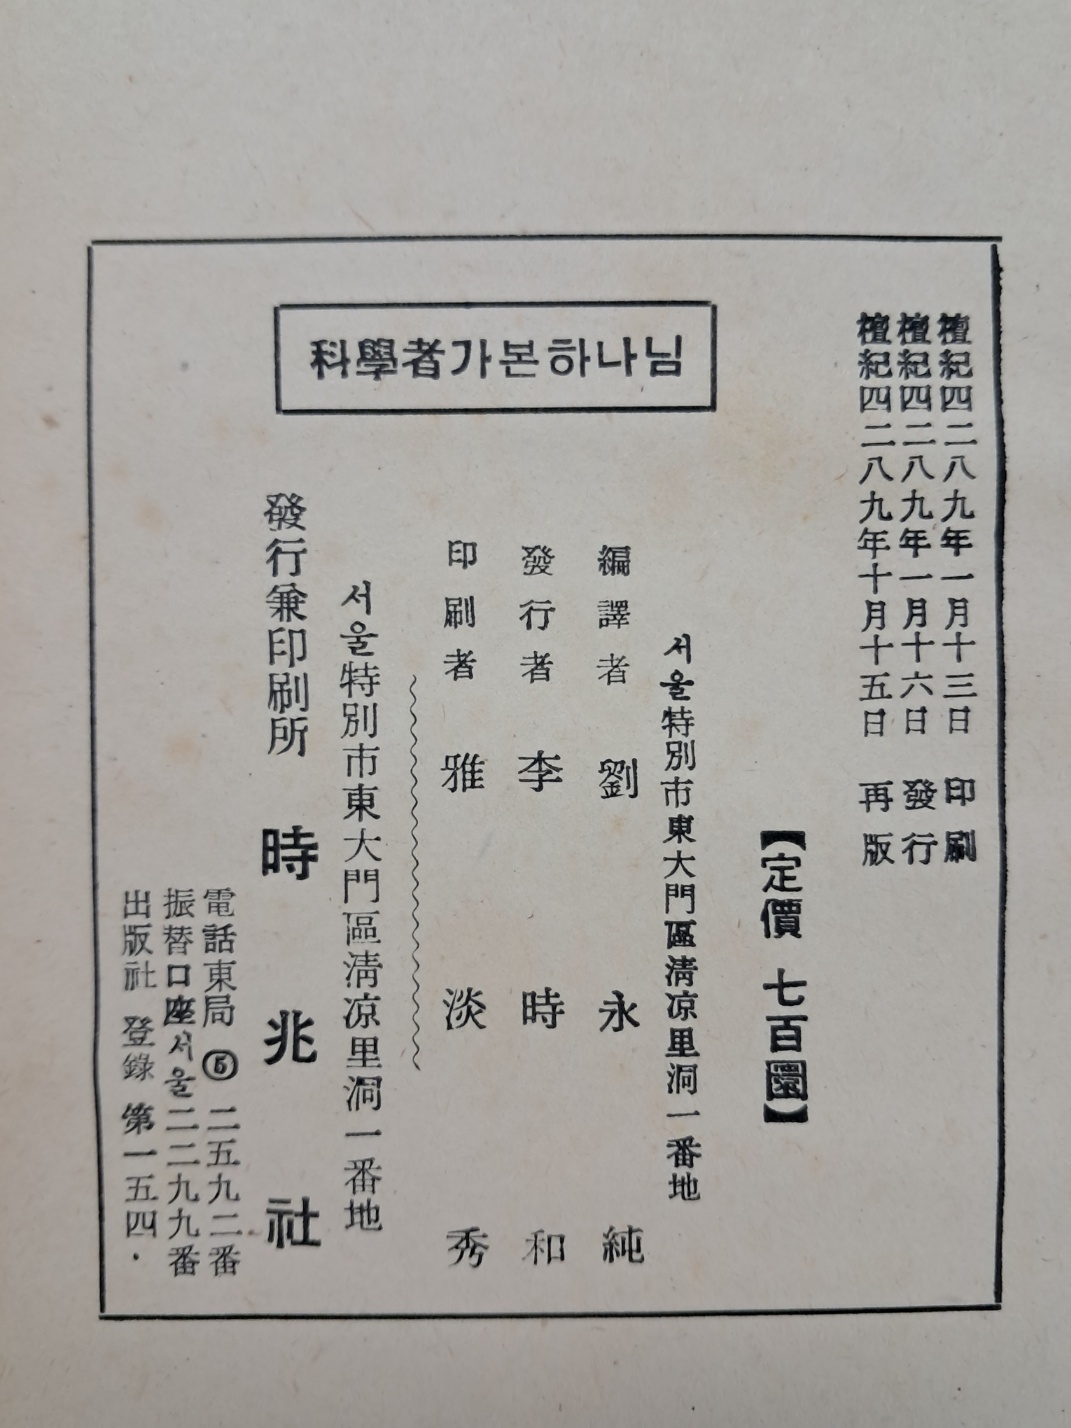 科學者가본하나님
檀紀四二八九年一月十三日 印刷
檀紀四二八九年一月十六日 發行
檀紀四二八九年十月十五日 再版
【定價 七百圜】
서울特別市東大門區淸凉里洞一番地
編譯者 劉永純
發行者 李時和
印刷者 雅淡秀
서울特別市東大門區淸凉里洞一番地
發行兼印刷所 時兆社
電話東局⑤二五九二番
振替口座서울二二九九番
出版社 登錄 第一五四.